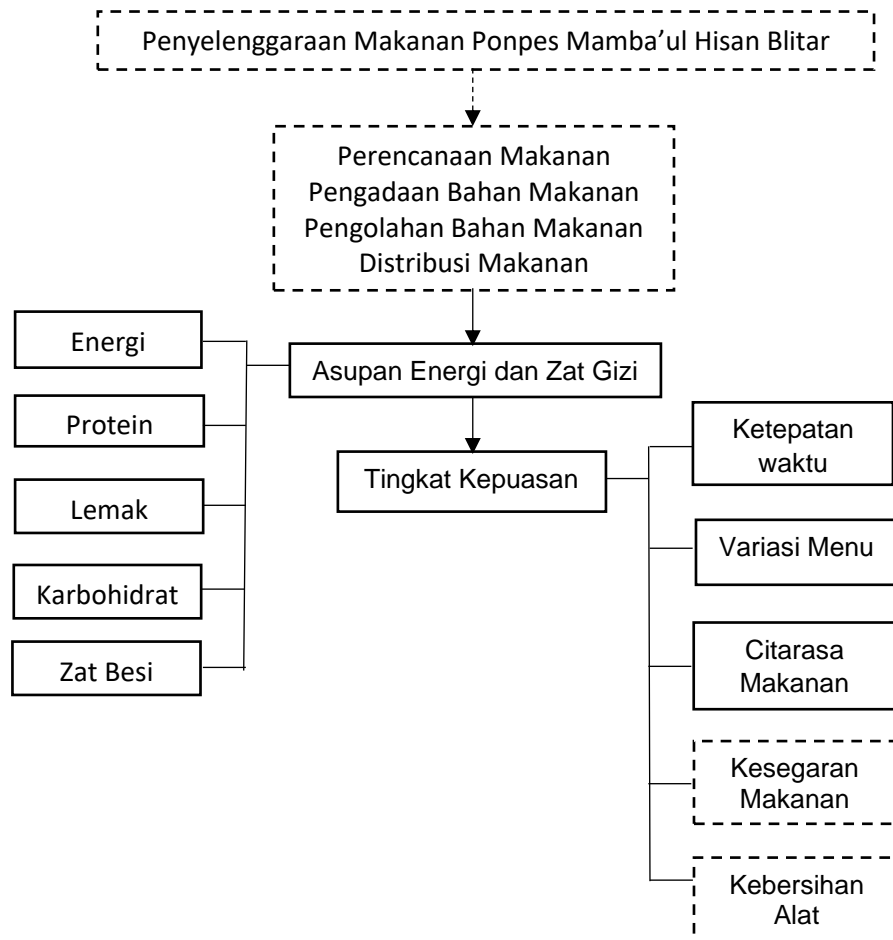 Penyelenggaraan Makanan Ponpes Mamba’ul Hisan Blitar
Perencanaan Makanan
Pengadaan Bahan Makanan
Pengolahan Bahan Makanan
Distribusi Makanan
Asupan Energi dan Zat Gizi
Energi
Protein
Lemak
Karbohidrat
Zat Besi
Tingkat Kepuasan
Ketepatan
waktu
Variasi Menu
Citarasa
Makanan
Kesegaran
Makanan
Kebersihan
Alat